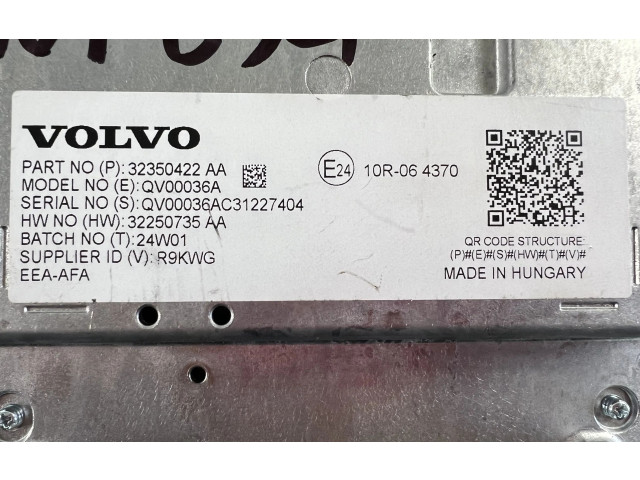 VOLVO
PART NO (P): 32350422 AA
MODEL NO (E): QV00036A
SERIAL NO (S): QV00036AC31227404
HW NO (HW): 32250735 AA
BATCH NO (T): 24W01
SUPPLIER ID (V): R9KWG
EEA-AFA
E24 10R-06 4370
QR CODE STRUCTURE:
(P)#(E)#(S)#(HW)#(T)#(V)#
MADE IN HUNGARY